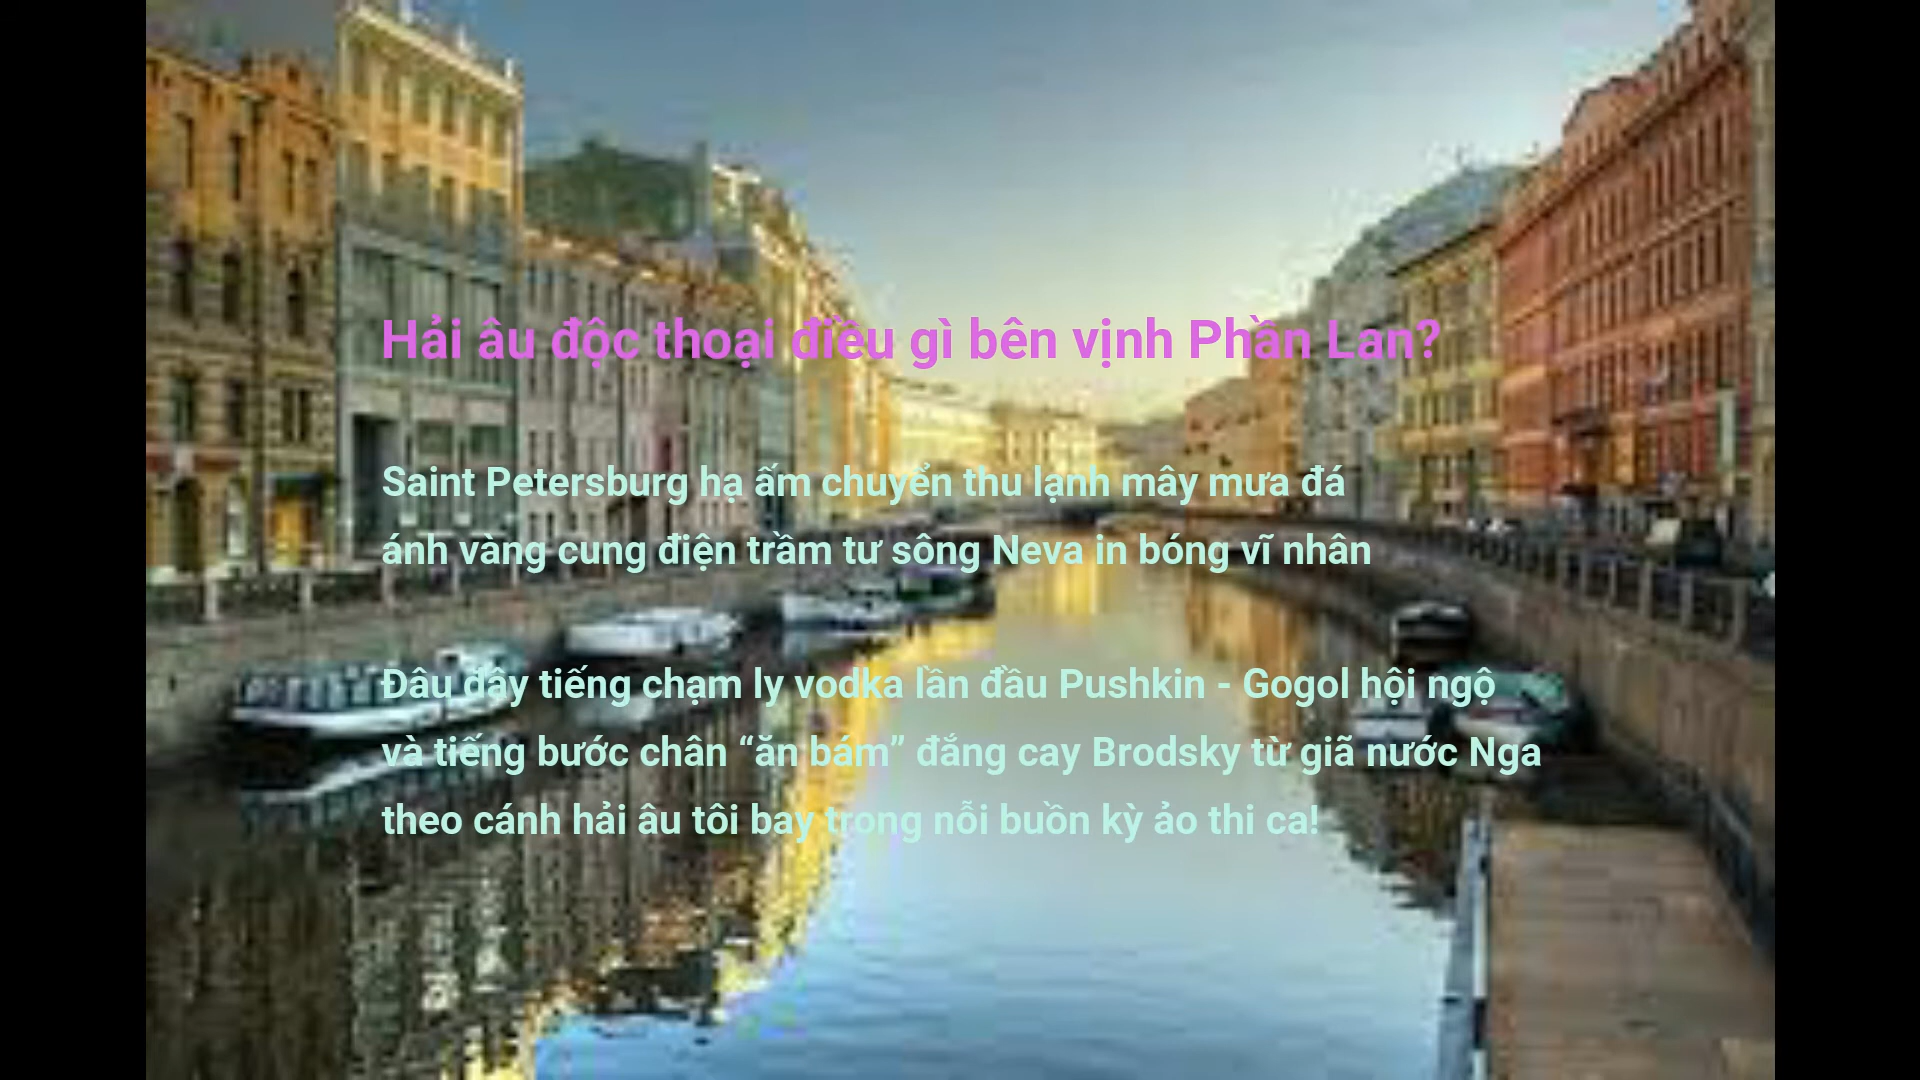 Hải âu độc thoại điều gì bên vịnh Phần Lan?
Saint Petersburg hạ ấm chuyển thu lạnh mây mưa đá
ánh vàng cung điện trầm tư sông Neva in bóng vĩ nhân
Đâu đây tiếng chạm ly vodka lần đầu Pushkin - Gogol hội ngộ
và tiếng bước chân “ăn bám” đắng cay Brodsky từ giã nước Nga
theo cánh hải âu tôi bay trong nỗi buồn kỳ ảo thi ca!